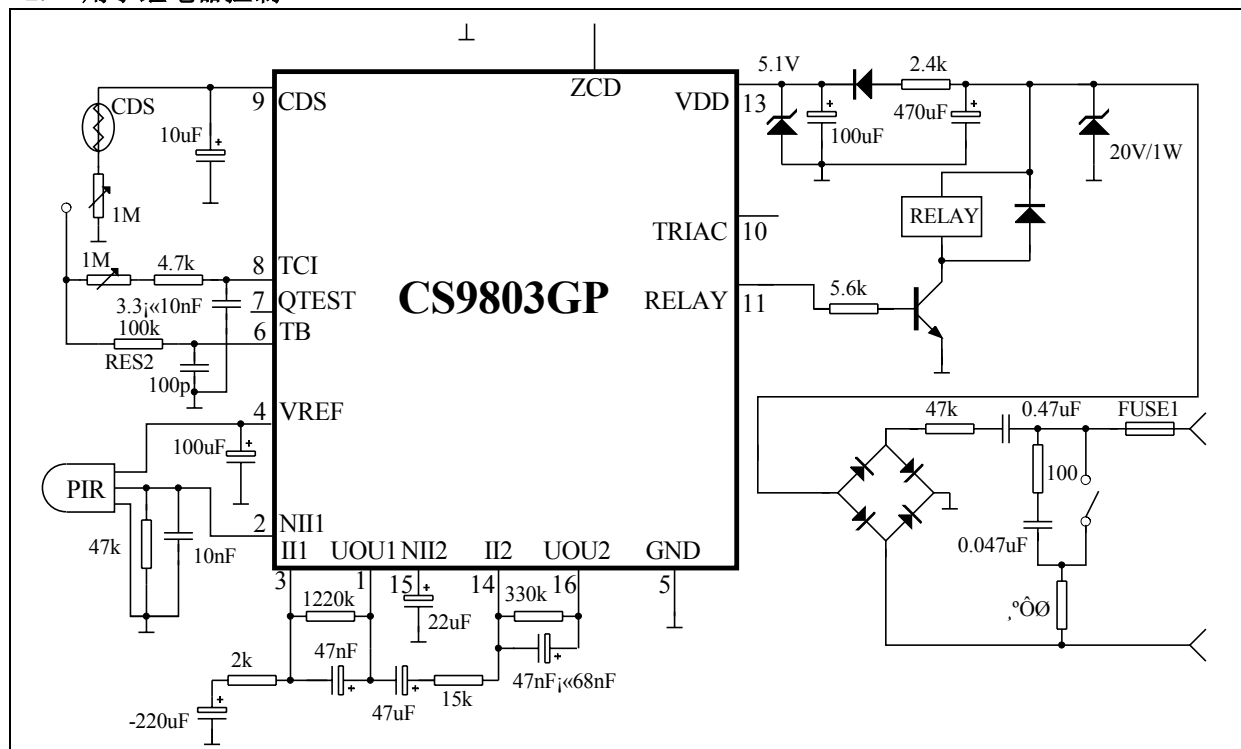 CDS
10uF
1M
9
CDS
ZCD
VDD
13
5.1V
2.4k
100uF
470uF
20V/1W
TRIAC
10
RELAY
RELAY
11
5.6k
1M
4.7k
8
TCI
3.3¡«10nF
7
QTEST
100k
6
TB
RES2
100p
CS9803GP
4
VREF
100uF
PIR
2
NII1
47k
10nF
II1
UOU1
NII2
II2
UOU2
GND
3
1
15
14
16
5
1220k
22uF
330k
2k
47nF
47nF¡«68nF
-220uF
47uF
15k
47k
0.47uF
FUSE1
100
0.047uF
¸ºÔØ